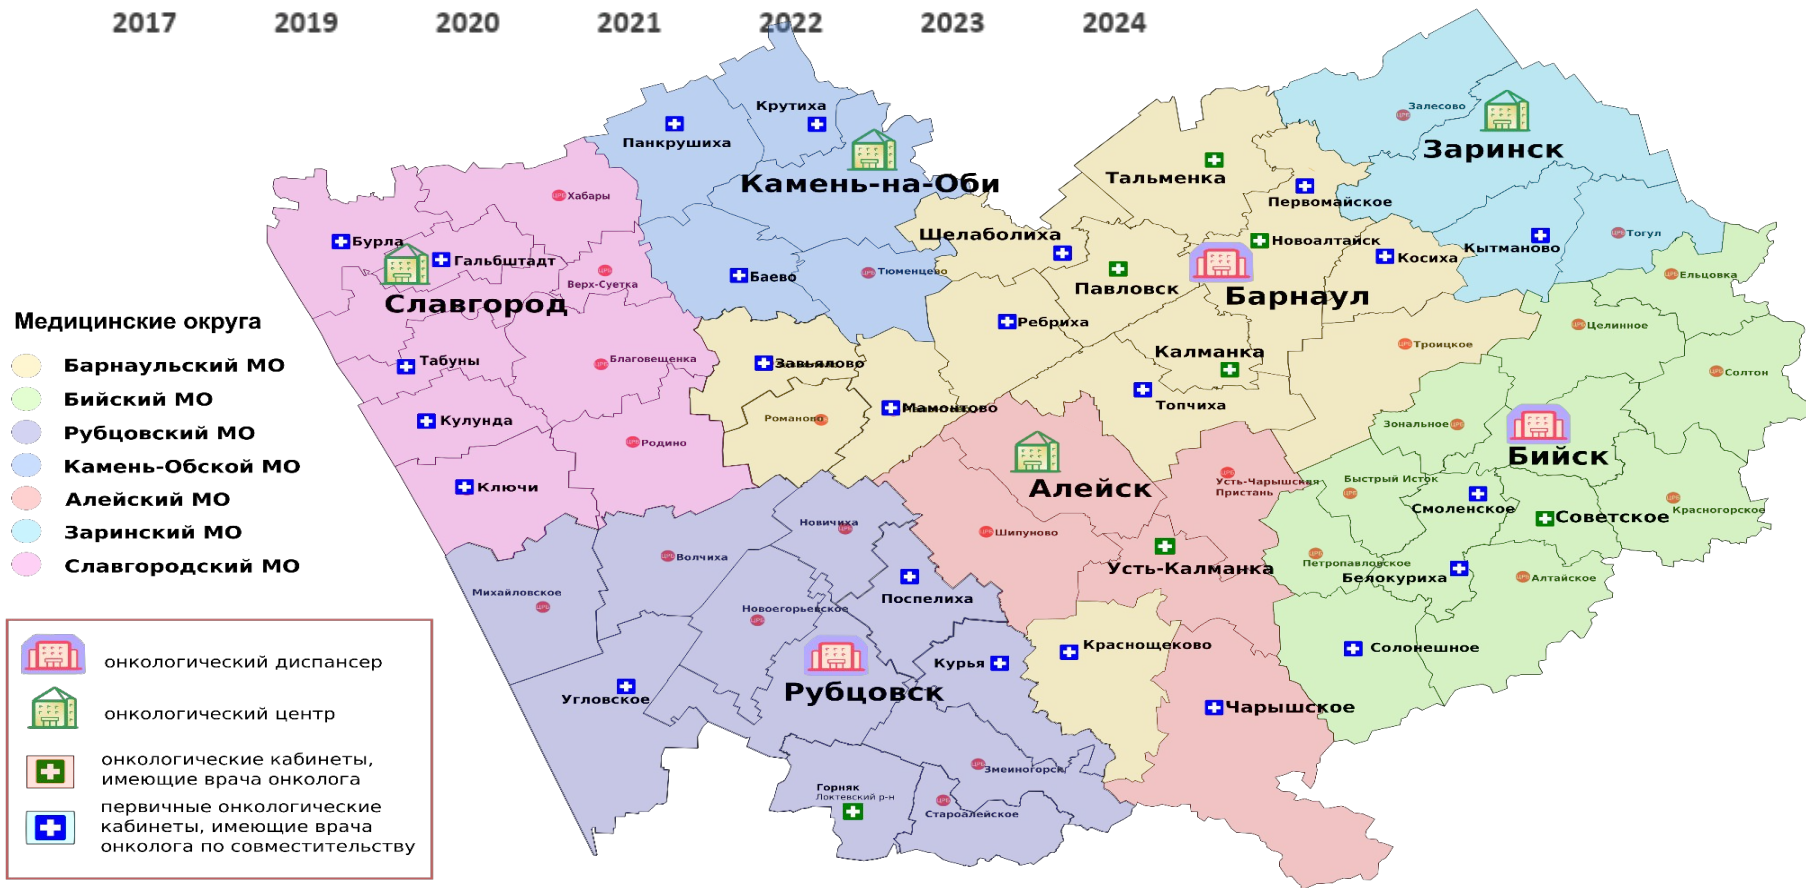 2017 2019 2020 2021 2022 2023 2024
Залесово
Крутиха
Панкрушиха
Заринск
Тальменка
Камень-на-Оби
Хабары
Первомайское
Шелаболиха
Новоалтайск
Тогул
Бурла
Кытманово
Косиха
Гальбштадт
Тюменцево
Ельцовка
Баево
Верх-Суетка
Павловск
Барнаул
Славгород
Ребриха
Целинное
Медицинские округа
Троицкое
Калманка
Благовещенка
Табуны
Завьялово
Барнаульский МО
Солтон
Бийский МО
Топчиха
Мамонтово
Романово
Кулунда
Зональное
Рубцовский МО
Родино
Бийск
Камень-Обской МО
Быстрый Исток
Усть-Чарышская
Пристань
Ключи
Алейск
Алейский МО
Смоленское
Красногорское
Советское
Новичиха
Заринский МО
Шипуново
Волчиха
Петропавловское
Славгородский МО
Усть-Калманка
Белокуриха
Алтайское
Михайловское
Поспелиха
Новоегорьевское
Краснощеково
Солонешное
онкологический диспансер
Курья
Рубцовск
Угловское
Чарышское
онкологический центр
онкологические кабинеты,
имеющие врача онколога
Змеиногорск
Горняк
Локтевский р-н
Староалейское
первичные онкологические
кабинеты, имеющие врача
онколога по совместительству